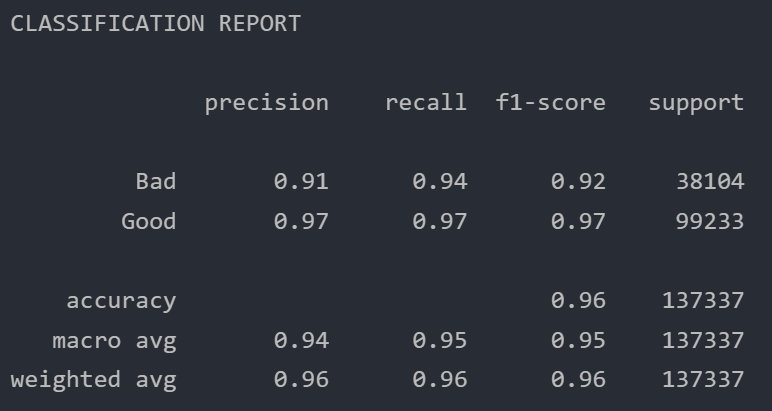 CLASSIFICATION REPORT
precision recall f1-score support
Bad 0.91 0.94 0.92 38104
Good 0.97 0.97 0.97 99233
accuracy 0.96 137337
macro avg 0.94 0.95 0.95 137337
weighted avg 0.96 0.96 0.96 137337